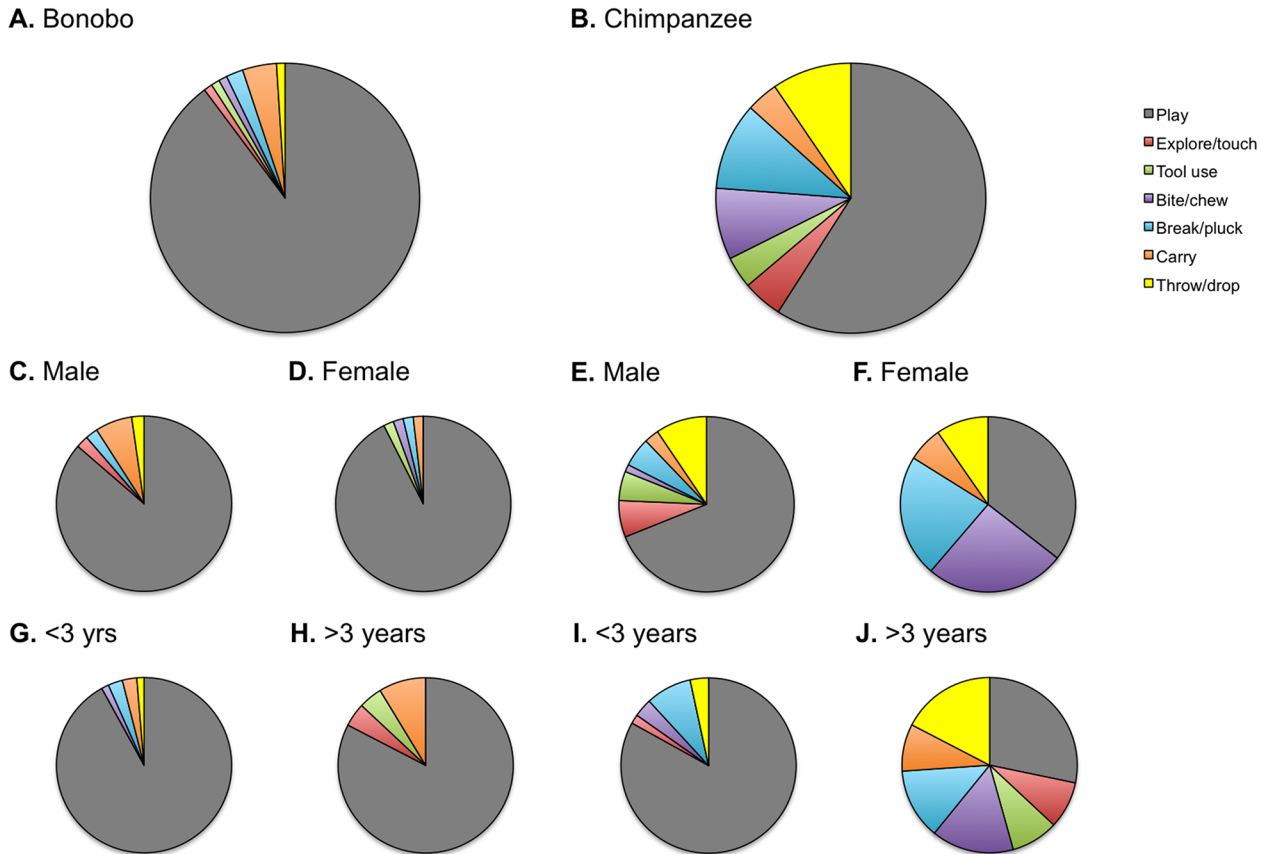 A. Bonobo
B. Chimpanzee
Play
Explore/touch
Tool use
Bite/chew
Break/pluck
Carry
Throw/drop
C. Male
D. Female
E. Male
F. Female
G. <3 yrs
H. >3 years
I. <3 years
J. >3 years